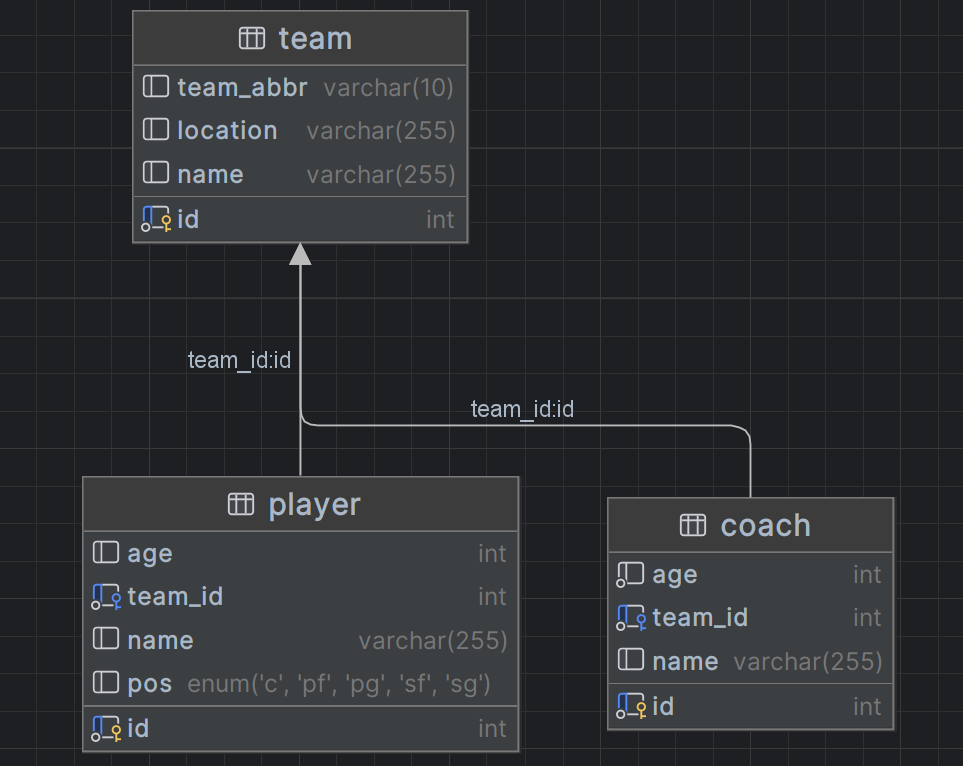 team
team_abbr varchar(10)
location varchar(255)
name varchar(255)
id int
team_id:id
team_id:id
player
age int
team_id int
name varchar(255)
pos enum('c', 'pf', 'pg', 'sf', 'sg')
id int
coach
age int
team_id int
name varchar(255)
id int